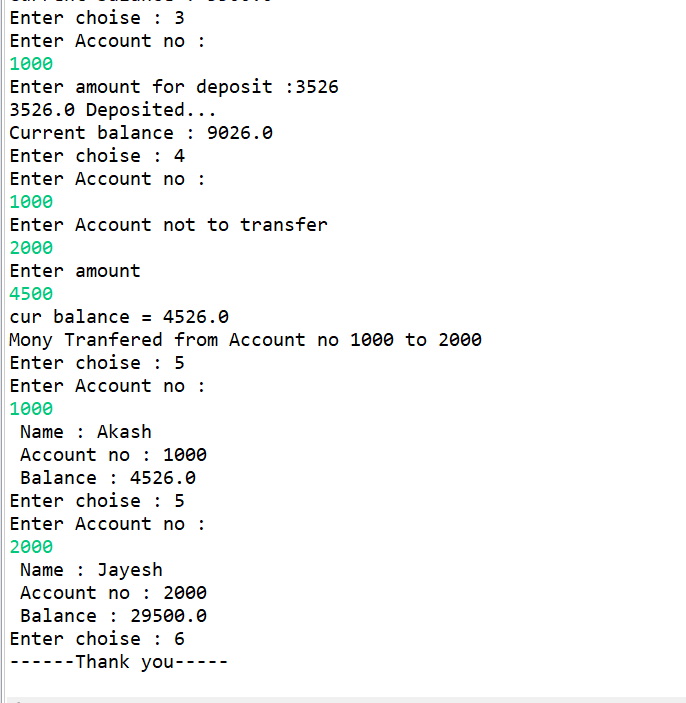 Enter choise : 3
Enter Account no :
1000
Enter amount for deposit :3526
3526.0 Deposited...
Current balance : 9026.0
Enter choise : 4
Enter Account no :
1000
Enter Account not to transfer
2000
Enter amount
4500
cur balance = 4526.0
Mony Tranfered from Account no 1000 to 2000
Enter choise : 5
Enter Account no :
1000
Name : Akash
Account no : 1000
Balance : 4526.0
Enter choise : 5
Enter Account no :
2000
Name : Jayesh
Account no : 2000
Balance : 29500.0
Enter choise : 6
------Thank you-----